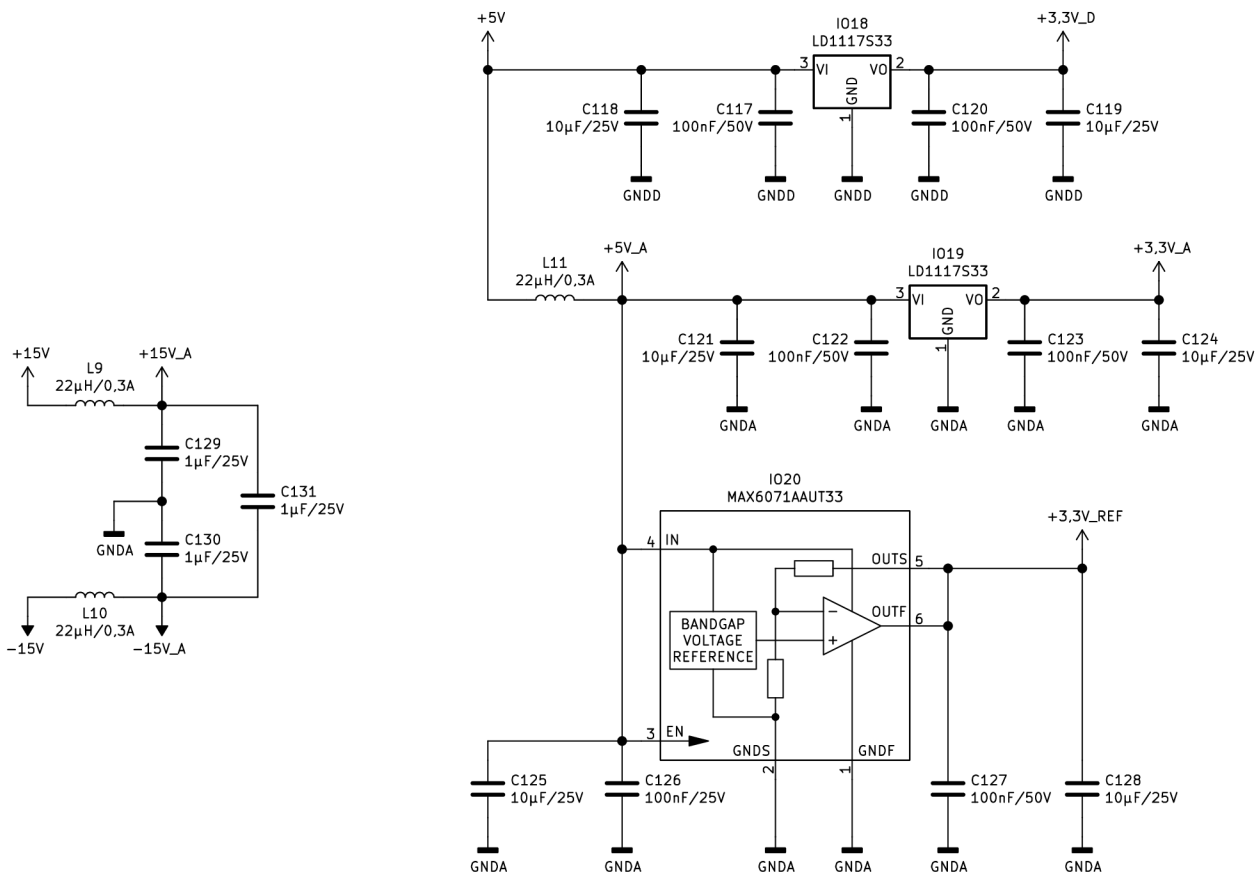 +5V
IO18
LD1117S33
+3,3V_D
3 VI VO 2
GND
1
C118
10µF/25V
C117
100nF/50V
C120
100nF/50V
C119
10µF/25V
GNDD GNDD GNDD GNDD GNDD
+5V_A
L11
22µH/0,3A
IO19
LD1117S33
+3,3V_A
3 VI VO 2
GND
1
C121
10µF/25V
C122
100nF/50V
C123
100nF/50V
C124
10µF/25V
GNDA GNDA GNDA GNDA GNDA
+15V
L9
22µH/0,3A
+15V_A
C129
1µF/25V
C131
1µF/25V
GNDA
C130
1µF/25V
L10
22µH/0,3A
-15V
-15V_A
IO20
MAX6071AAUT33
+3,3V_REF
4 IN
OUTS 5
OUTF 6
BANDGAP
VOLTAGE
REFERENCE
−
+
3 EN
GNDS GNDF
2 1
C125
10µF/25V
C126
100nF/25V
C127
100nF/50V
C128
10µF/25V
GNDA GNDA GNDA GNDA GNDA GNDA